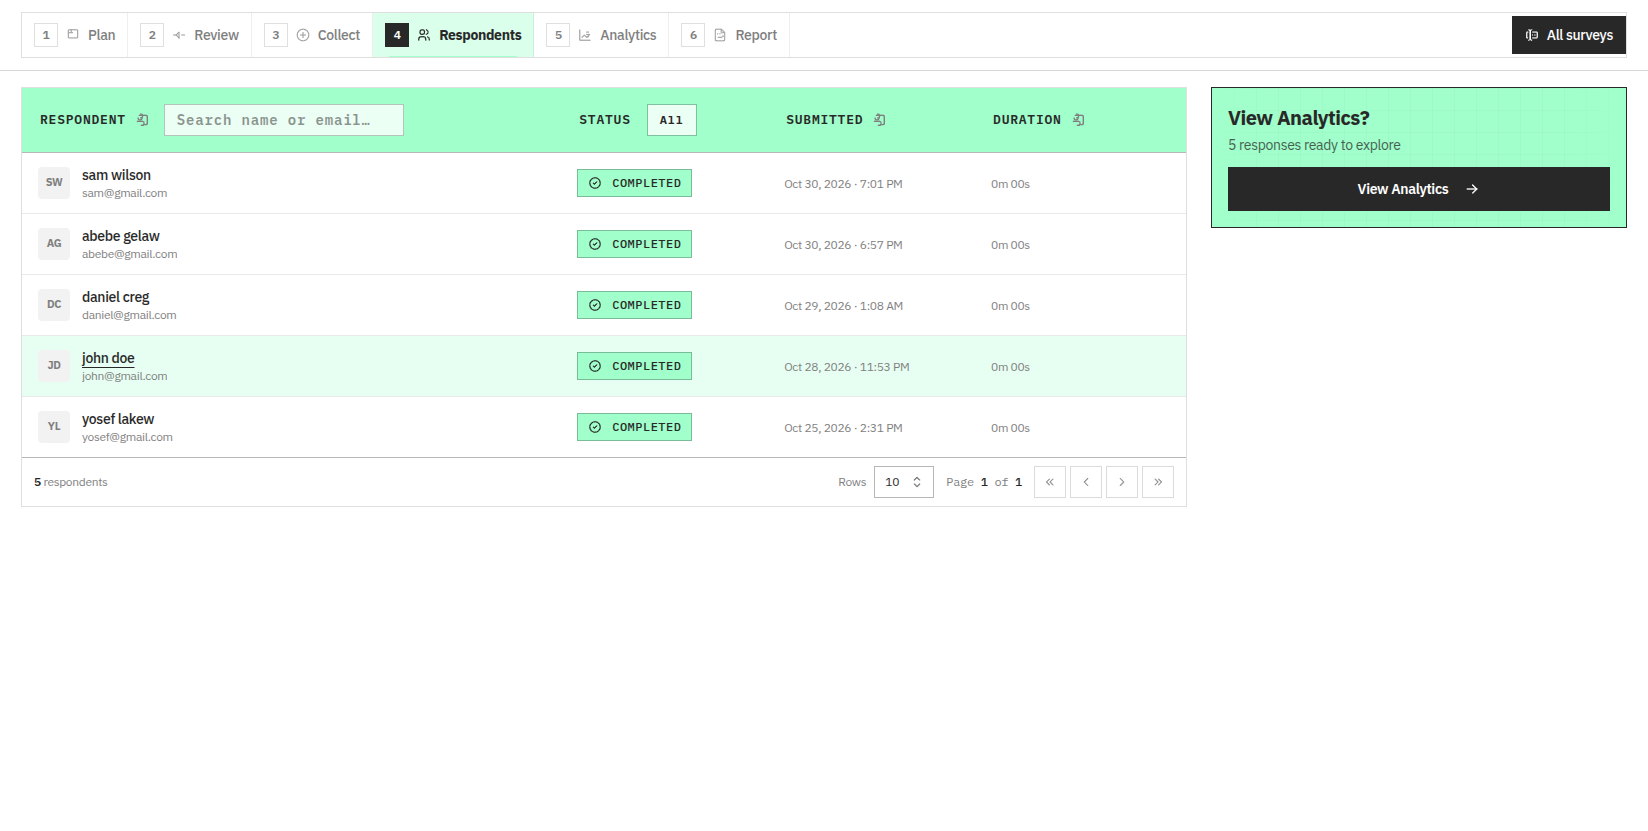 1 Plan 2 Review 3 Collect 4 Respondents 5 Analytics 6 Report All surveys
RESPONDENT Search name or email… STATUS All SUBMITTED DURATION
SW sam wilson COMPLETED Oct 30, 2026 · 7:01 PM 0m 00s
sam@gmail.com
AG abebe gelaw COMPLETED Oct 30, 2026 · 6:57 PM 0m 00s
abebe@gmail.com
DC daniel creg COMPLETED Oct 29, 2026 · 1:08 AM 0m 00s
daniel@gmail.com
JD john doe COMPLETED Oct 28, 2026 · 11:53 PM 0m 00s
john@gmail.com
YL yosef lakew COMPLETED Oct 25, 2026 · 2:31 PM 0m 00s
yosef@gmail.com
5 respondents Rows 10 Page 1 of 1 « ‹ › »
View Analytics?
5 responses ready to explore
View Analytics →